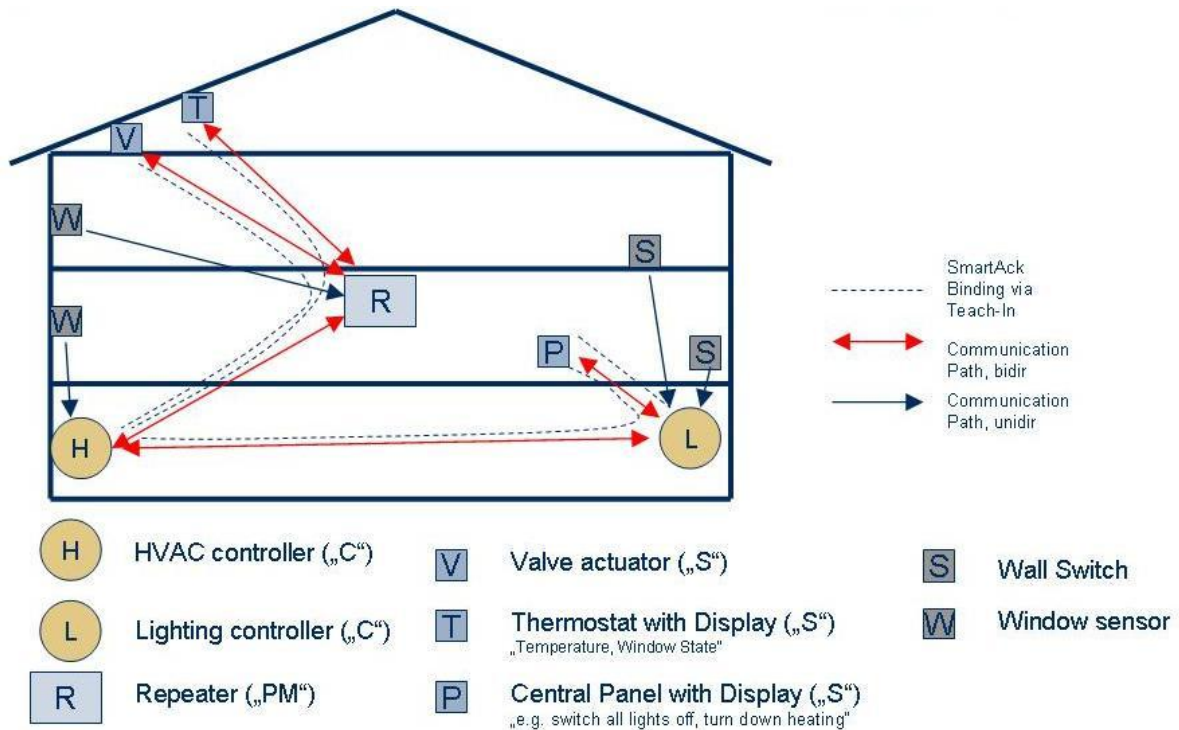 T
V
W
S
R
W
P
S
H
L
SmartAck
Binding via
Teach-In
Communication
Path, bidir
Communication
Path, unidir
H HVAC controller („C“)
V Valve actuator („S“)
S Wall Switch
L Lighting controller („C“)
T Thermostat with Display („S“)
„Temperature, Window State”
W Window sensor
R Repeater („PM“)
P Central Panel with Display („S“)
„e.g. switch all lights off, turn down heating”